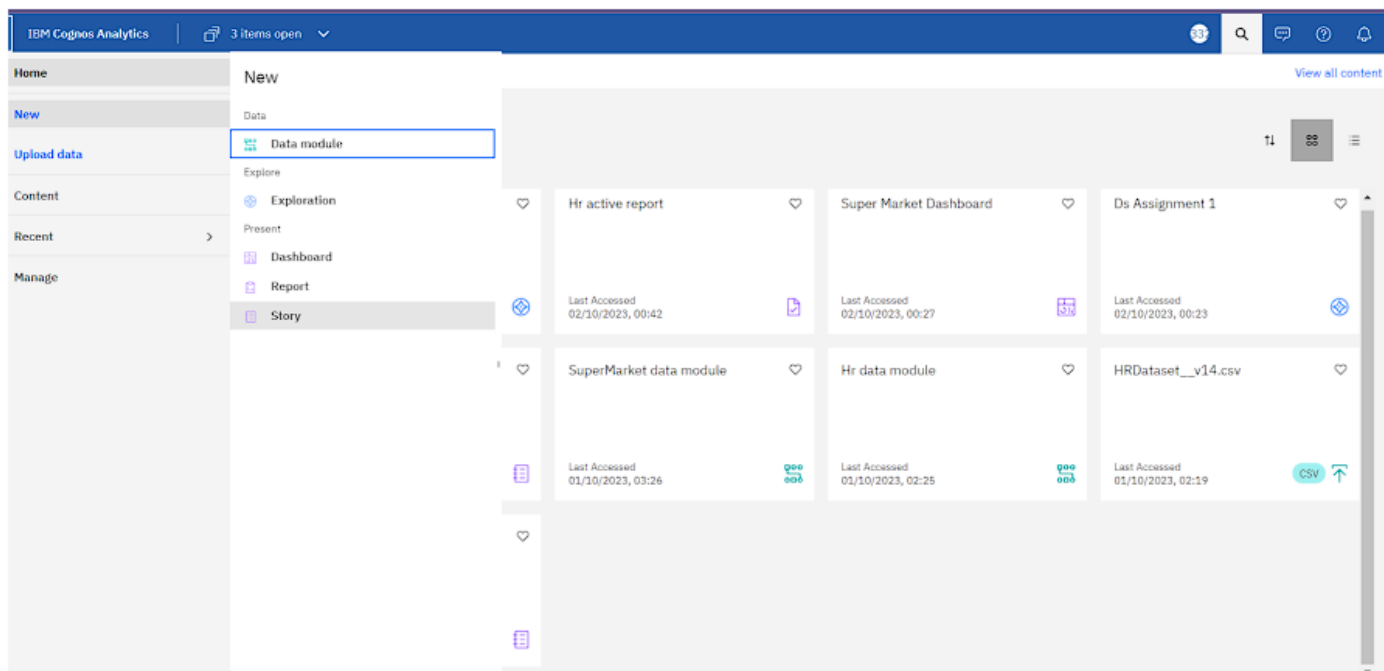 IBM Cognos Analytics
3 items open
Home
New
Upload data
Content
Recent
Manage
New
Data
Data module
Explore
Exploration
Present
Dashboard
Report
Story
View all content
Hr active report
Last Accessed
02/10/2023, 00:42
Super Market Dashboard
Last Accessed
02/10/2023, 00:27
Ds Assignment 1
Last Accessed
02/10/2023, 00:23
SuperMarket data module
Last Accessed
01/10/2023, 03:26
Hr data module
Last Accessed
01/10/2023, 02:25
HRDataset__v14.csv
Last Accessed
01/10/2023, 02:19
CSV